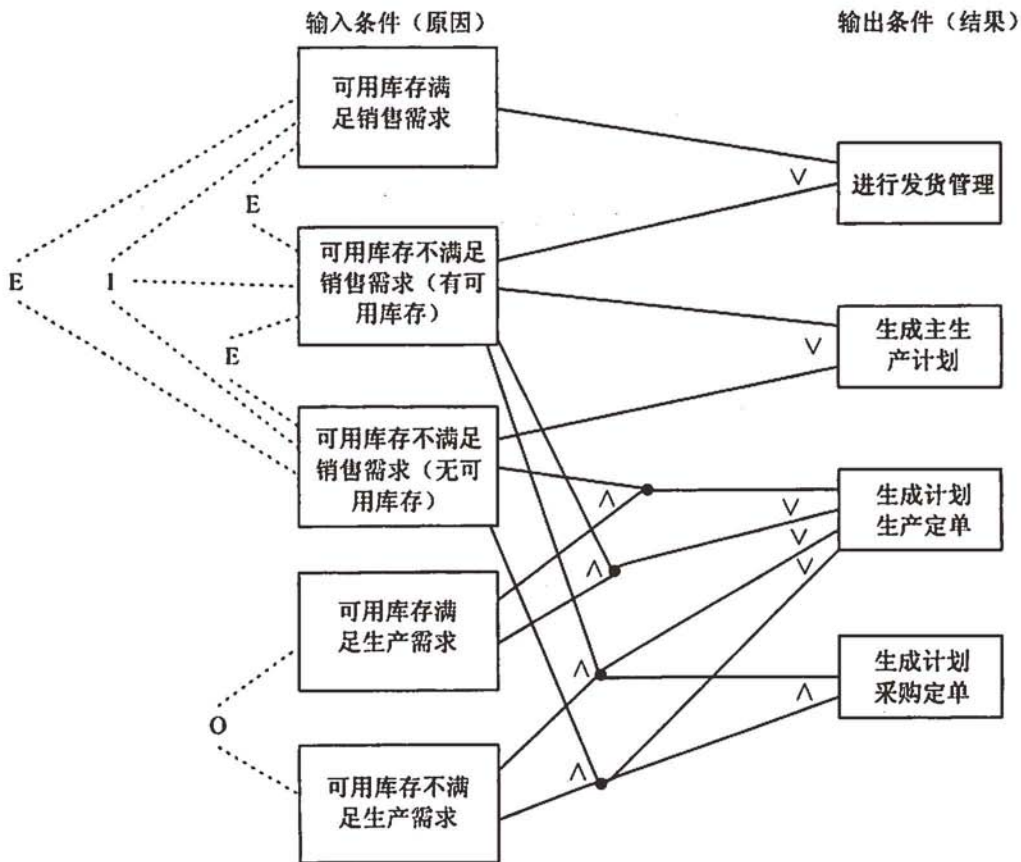 输入条件（原因）
输出条件（结果）
可用库存满
足销售需求
进行发货管理
∨
E
可用库存不满足
销售需求（有可
用库存）
E
I
E
生成主生
产计划
∨
可用库存不满足
销售需求（无可
用库存）
生成计划
生产定单
∧
∨
∨
∨
∧
可用库存满
足生产需求
生成计划
采购定单
∧
∧
O
可用库存不满
足生产需求
∧